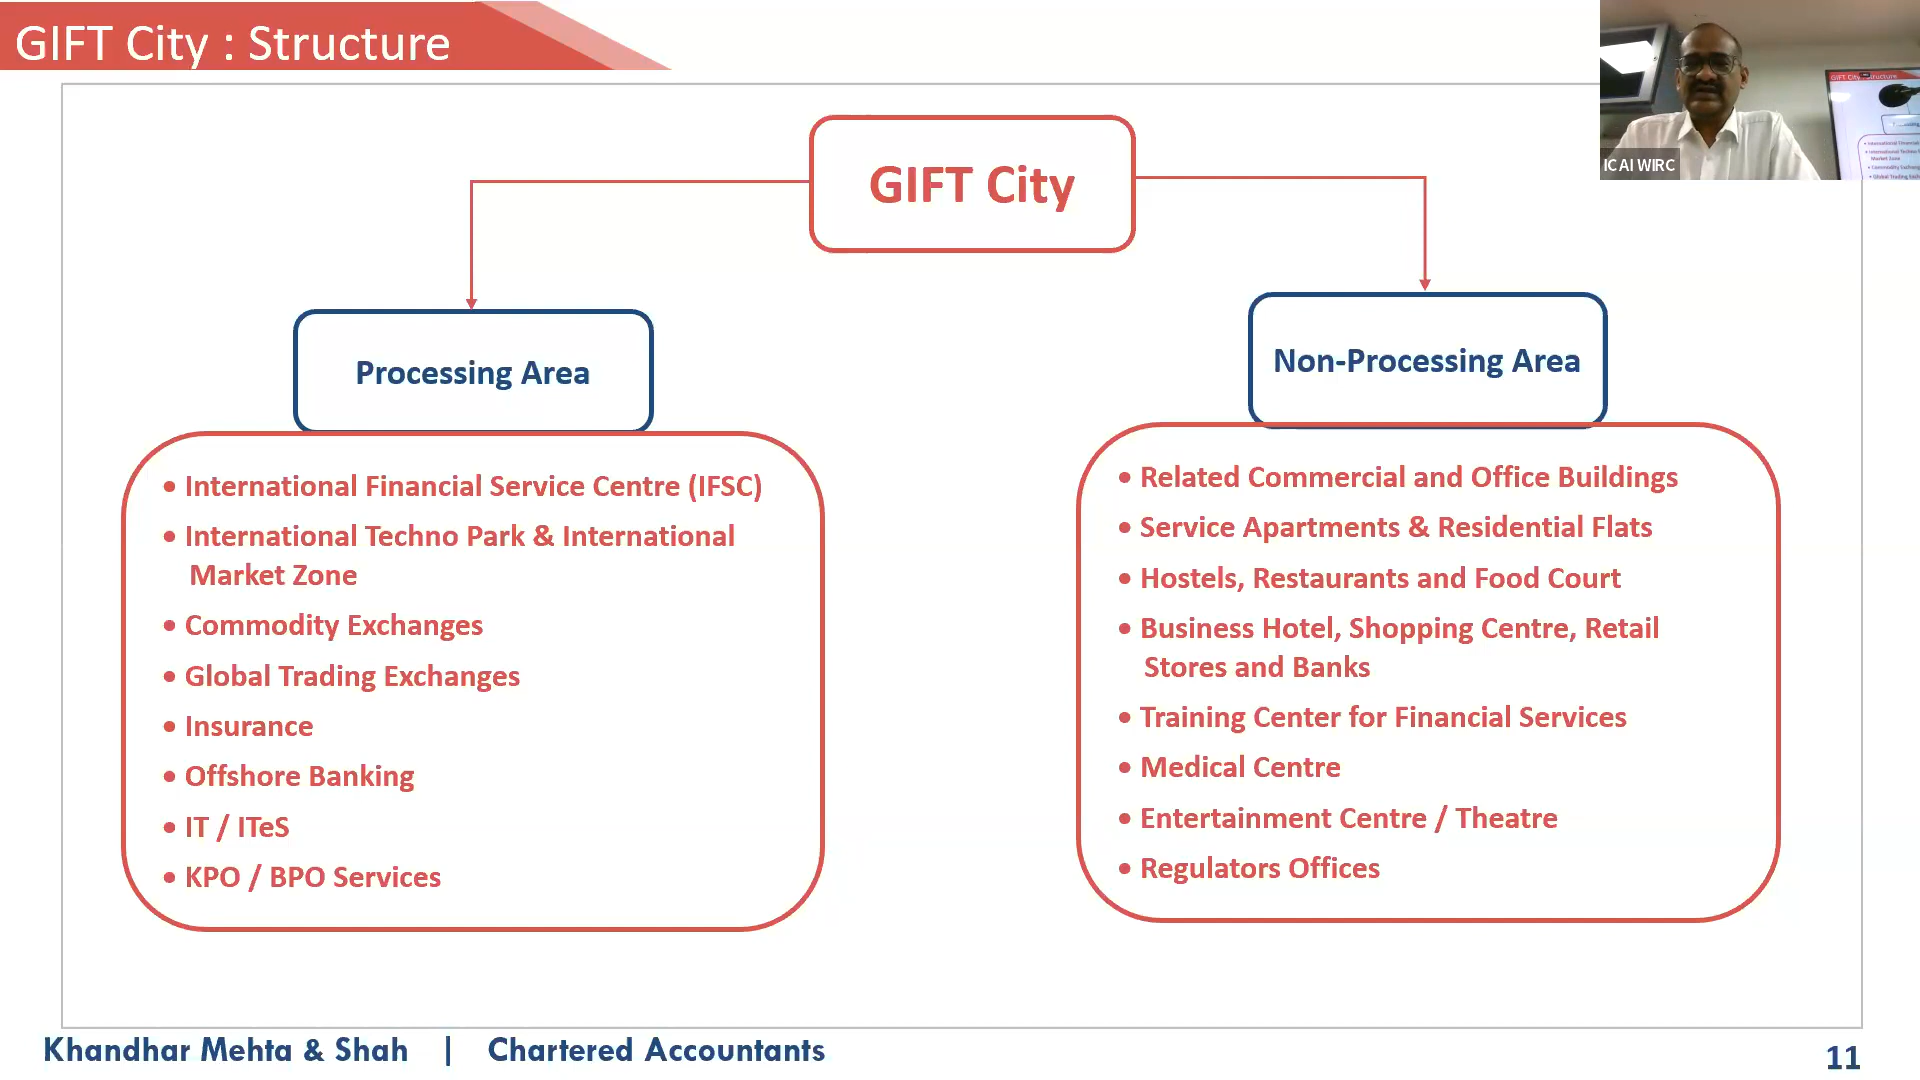 GIFT City : Structure
ICAI WIRC
GIFT City
Processing Area
• International Financial Service Centre (IFSC)
• International Techno Park & International
Market Zone
• Commodity Exchanges
• Global Trading Exchanges
• Insurance
• Offshore Banking
• IT / ITeS
• KPO / BPO Services
Non-Processing Area
• Related Commercial and Office Buildings
• Service Apartments & Residential Flats
• Hostels, Restaurants and Food Court
• Business Hotel, Shopping Centre, Retail
Stores and Banks
• Training Center for Financial Services
• Medical Centre
• Entertainment Centre / Theatre
• Regulators Offices
Khandhar Mehta & Shah | Chartered Accountants
11